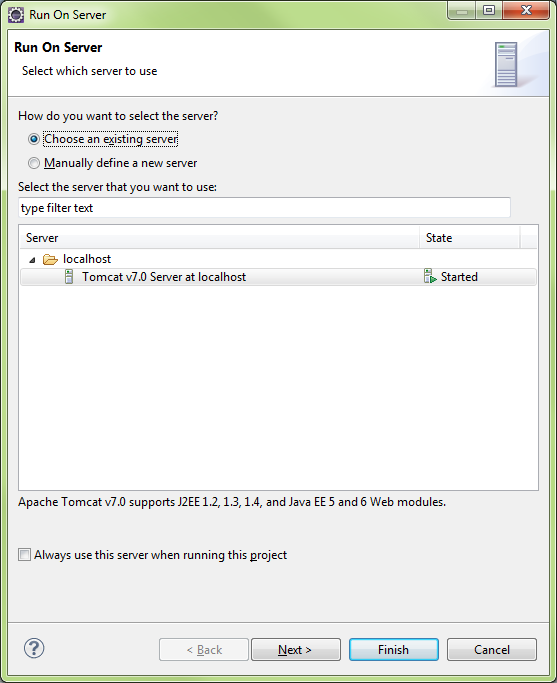 Run On Server
Run On Server
Select which server to use
How do you want to select the server?
Choose an existing server
Manually define a new server
Select the server that you want to use:
type filter text
Server State
localhost
Tomcat v7.0 Server at localhost Started
Apache Tomcat v7.0 supports J2EE 1.2, 1.3, 1.4, and Java EE 5 and 6 Web modules.
Always use this server when running this project
? < Back Next > Finish Cancel